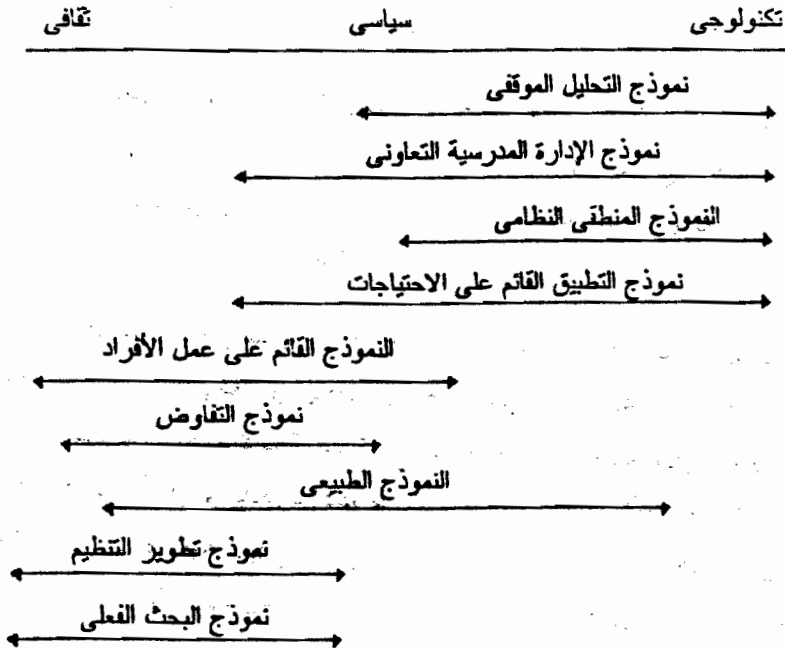 تكنولوجى سياسى ثقافى
نموذج التحليل الموقفى
نموذج الإدارة المدرسية التعاونى
النموذج المنطقى النظامى
نموذج التطبيق القائم على الاحتياجات
النموذج القائم على عمل الأفراد
نموذج التفاوض
النموذج الطبيعى
نموذج تطوير التنظيم
نموذج البحث الفعلى